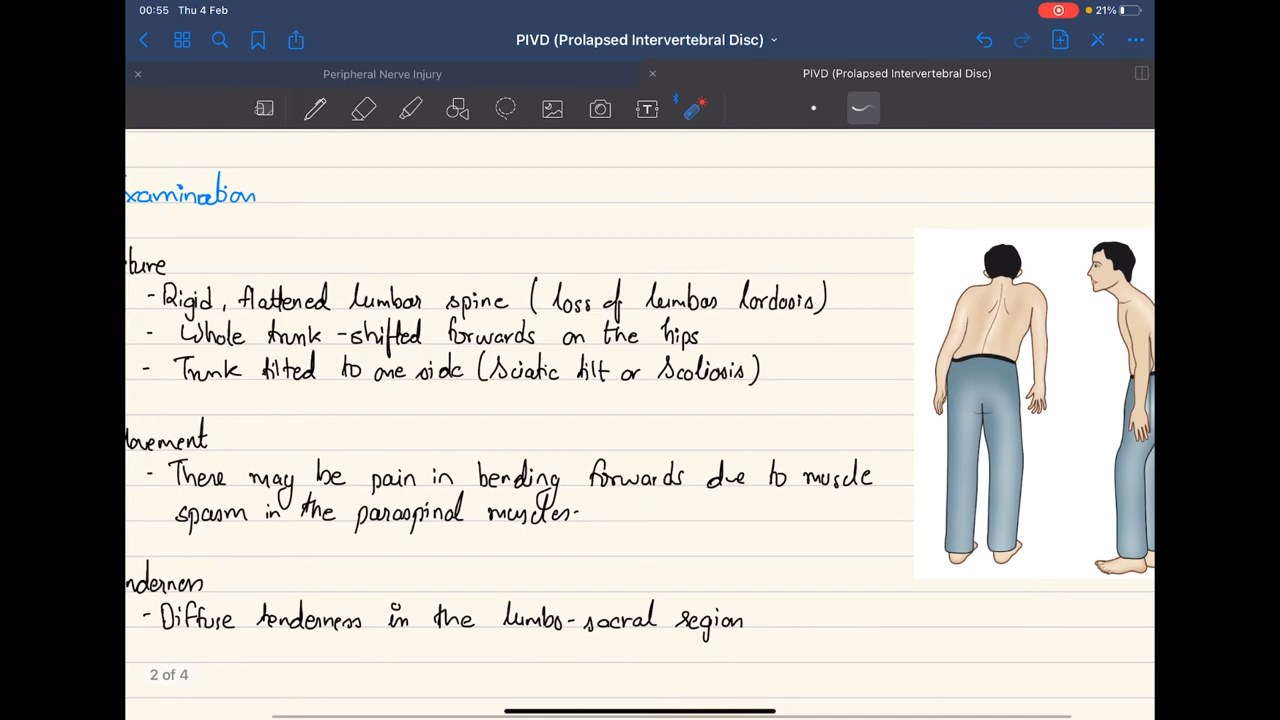 00:55 Thu 4 Feb
21%
PIVD (Prolapsed Intervertebral Disc)
Peripheral Nerve Injury
PIVD (Prolapsed Intervertebral Disc)
T
xamination
ture
- Rigid, flattened lumbar spine (loss of lumbar lordosis)
- Whole trunk - shifted forwards on the hips
- Trunk tilted to one side (Sciatic tilt or Scoliosis)
ovement
- There may be pain in bending forwards due to muscle
spasm in the paraspinal muscles.
nderness
- Diffuse tenderness in the lumbo-sacral region
2 of 4